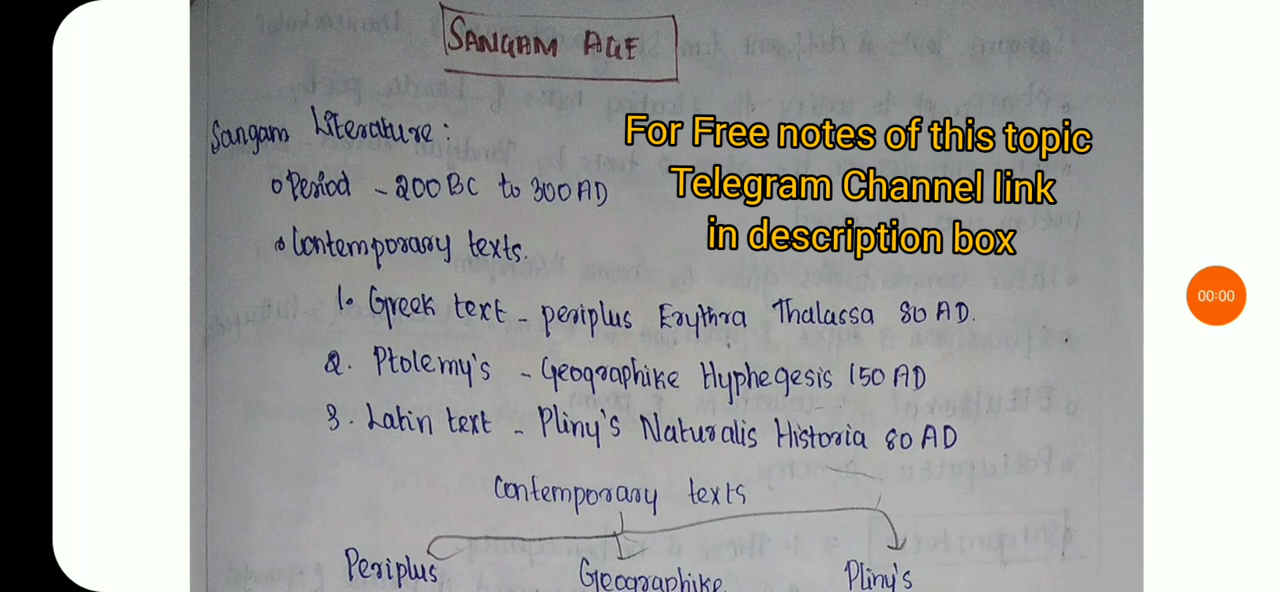 SANGAM AGE
Sangam Literature:
Period - 200 BC to 300 AD
For Free notes of this topic
Telegram Channel link
in description box
Contemporary texts.
1. Greek text - periplus Erythra Thalassa 80 AD.
2. Ptolemy's - Geographike Hyphegesis 150 AD
3. Latin text - Pliny's Naturalis Historia 80 AD
Contemporary texts
Periplus Geographike Pliny's
00:00